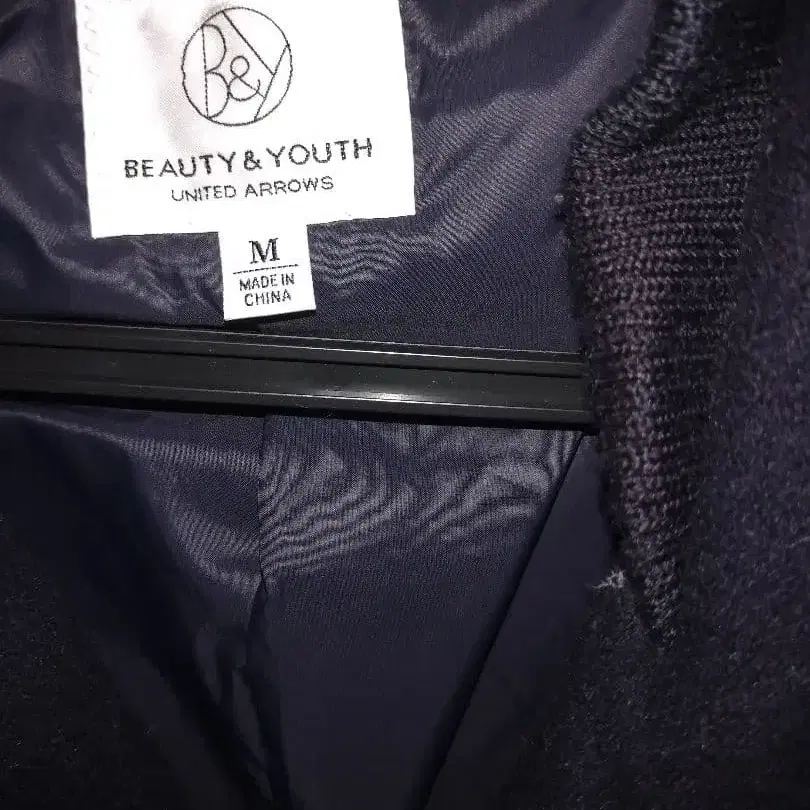 B&Y
BEAUTY & YOUTH
UNITED ARROWS
M
MADE IN
CHINA